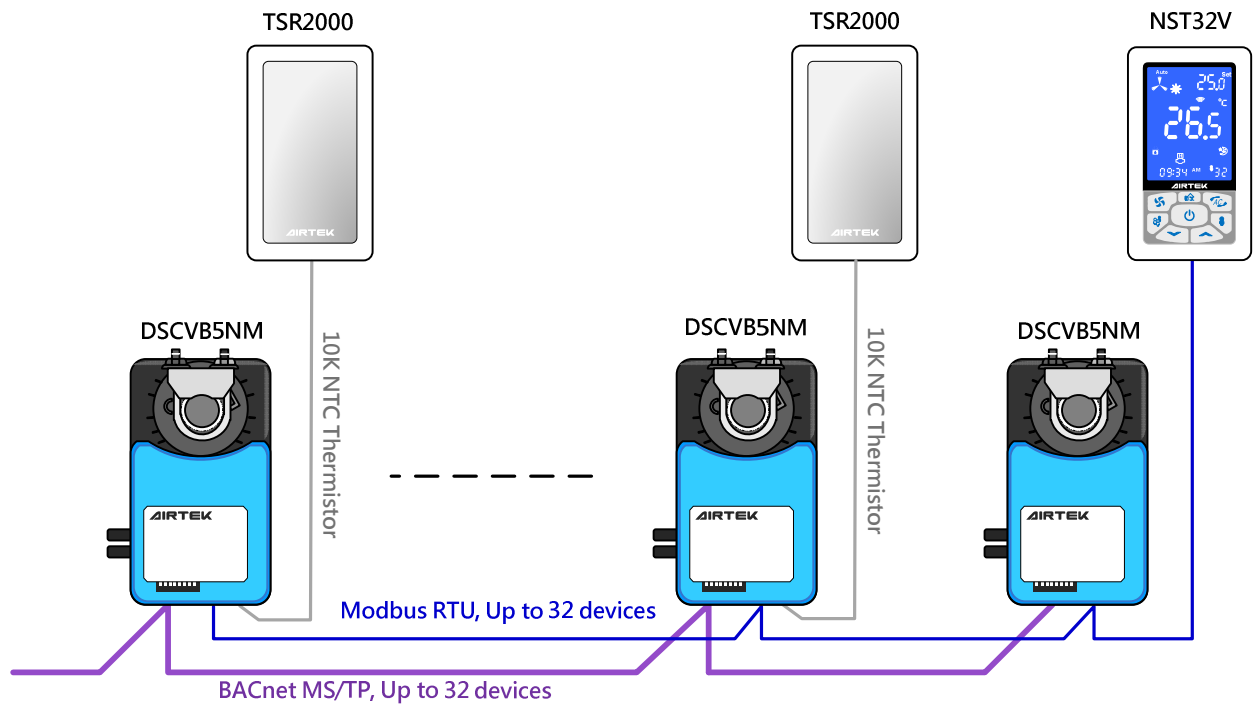 TSR2000
TSR2000
NST32V
Auto
Set
25.0
℃
26.5
09:34 AM
32
AIRTEK
AIRTEK
AIRTEK
DSCVB5NM
DSCVB5NM
DSCVB5NM
10K NTC Thermistor
10K NTC Thermistor
AIRTEK
AIRTEK
AIRTEK
Modbus RTU, Up to 32 devices
BACnet MS/TP, Up to 32 devices